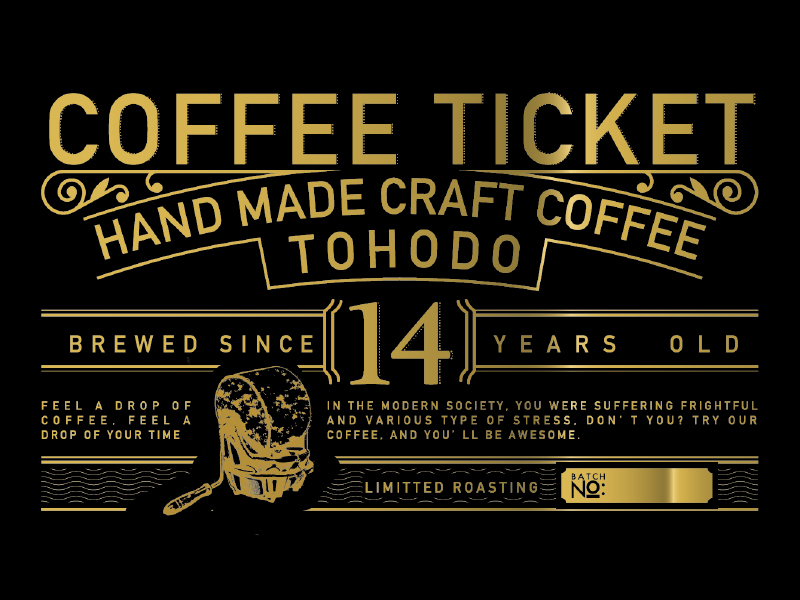 COFFEE TICKET
HAND MADE CRAFT COFFEE
TOHODO
BREWED SINCE 14 YEARS OLD
FEEL A DROP OF
COFFEE, FEEL A
DROP OF YOUR TIME
IN THE MODERN SOCIETY, YOU WERE SUFFERING FRIGHTFUL
AND VARIOUS TYPE OF STRESS, DON'T YOU? TRY OUR
COFFEE, AND YOU'LL BE AWESOME.
LIMITTED ROASTING
BATCH
No: